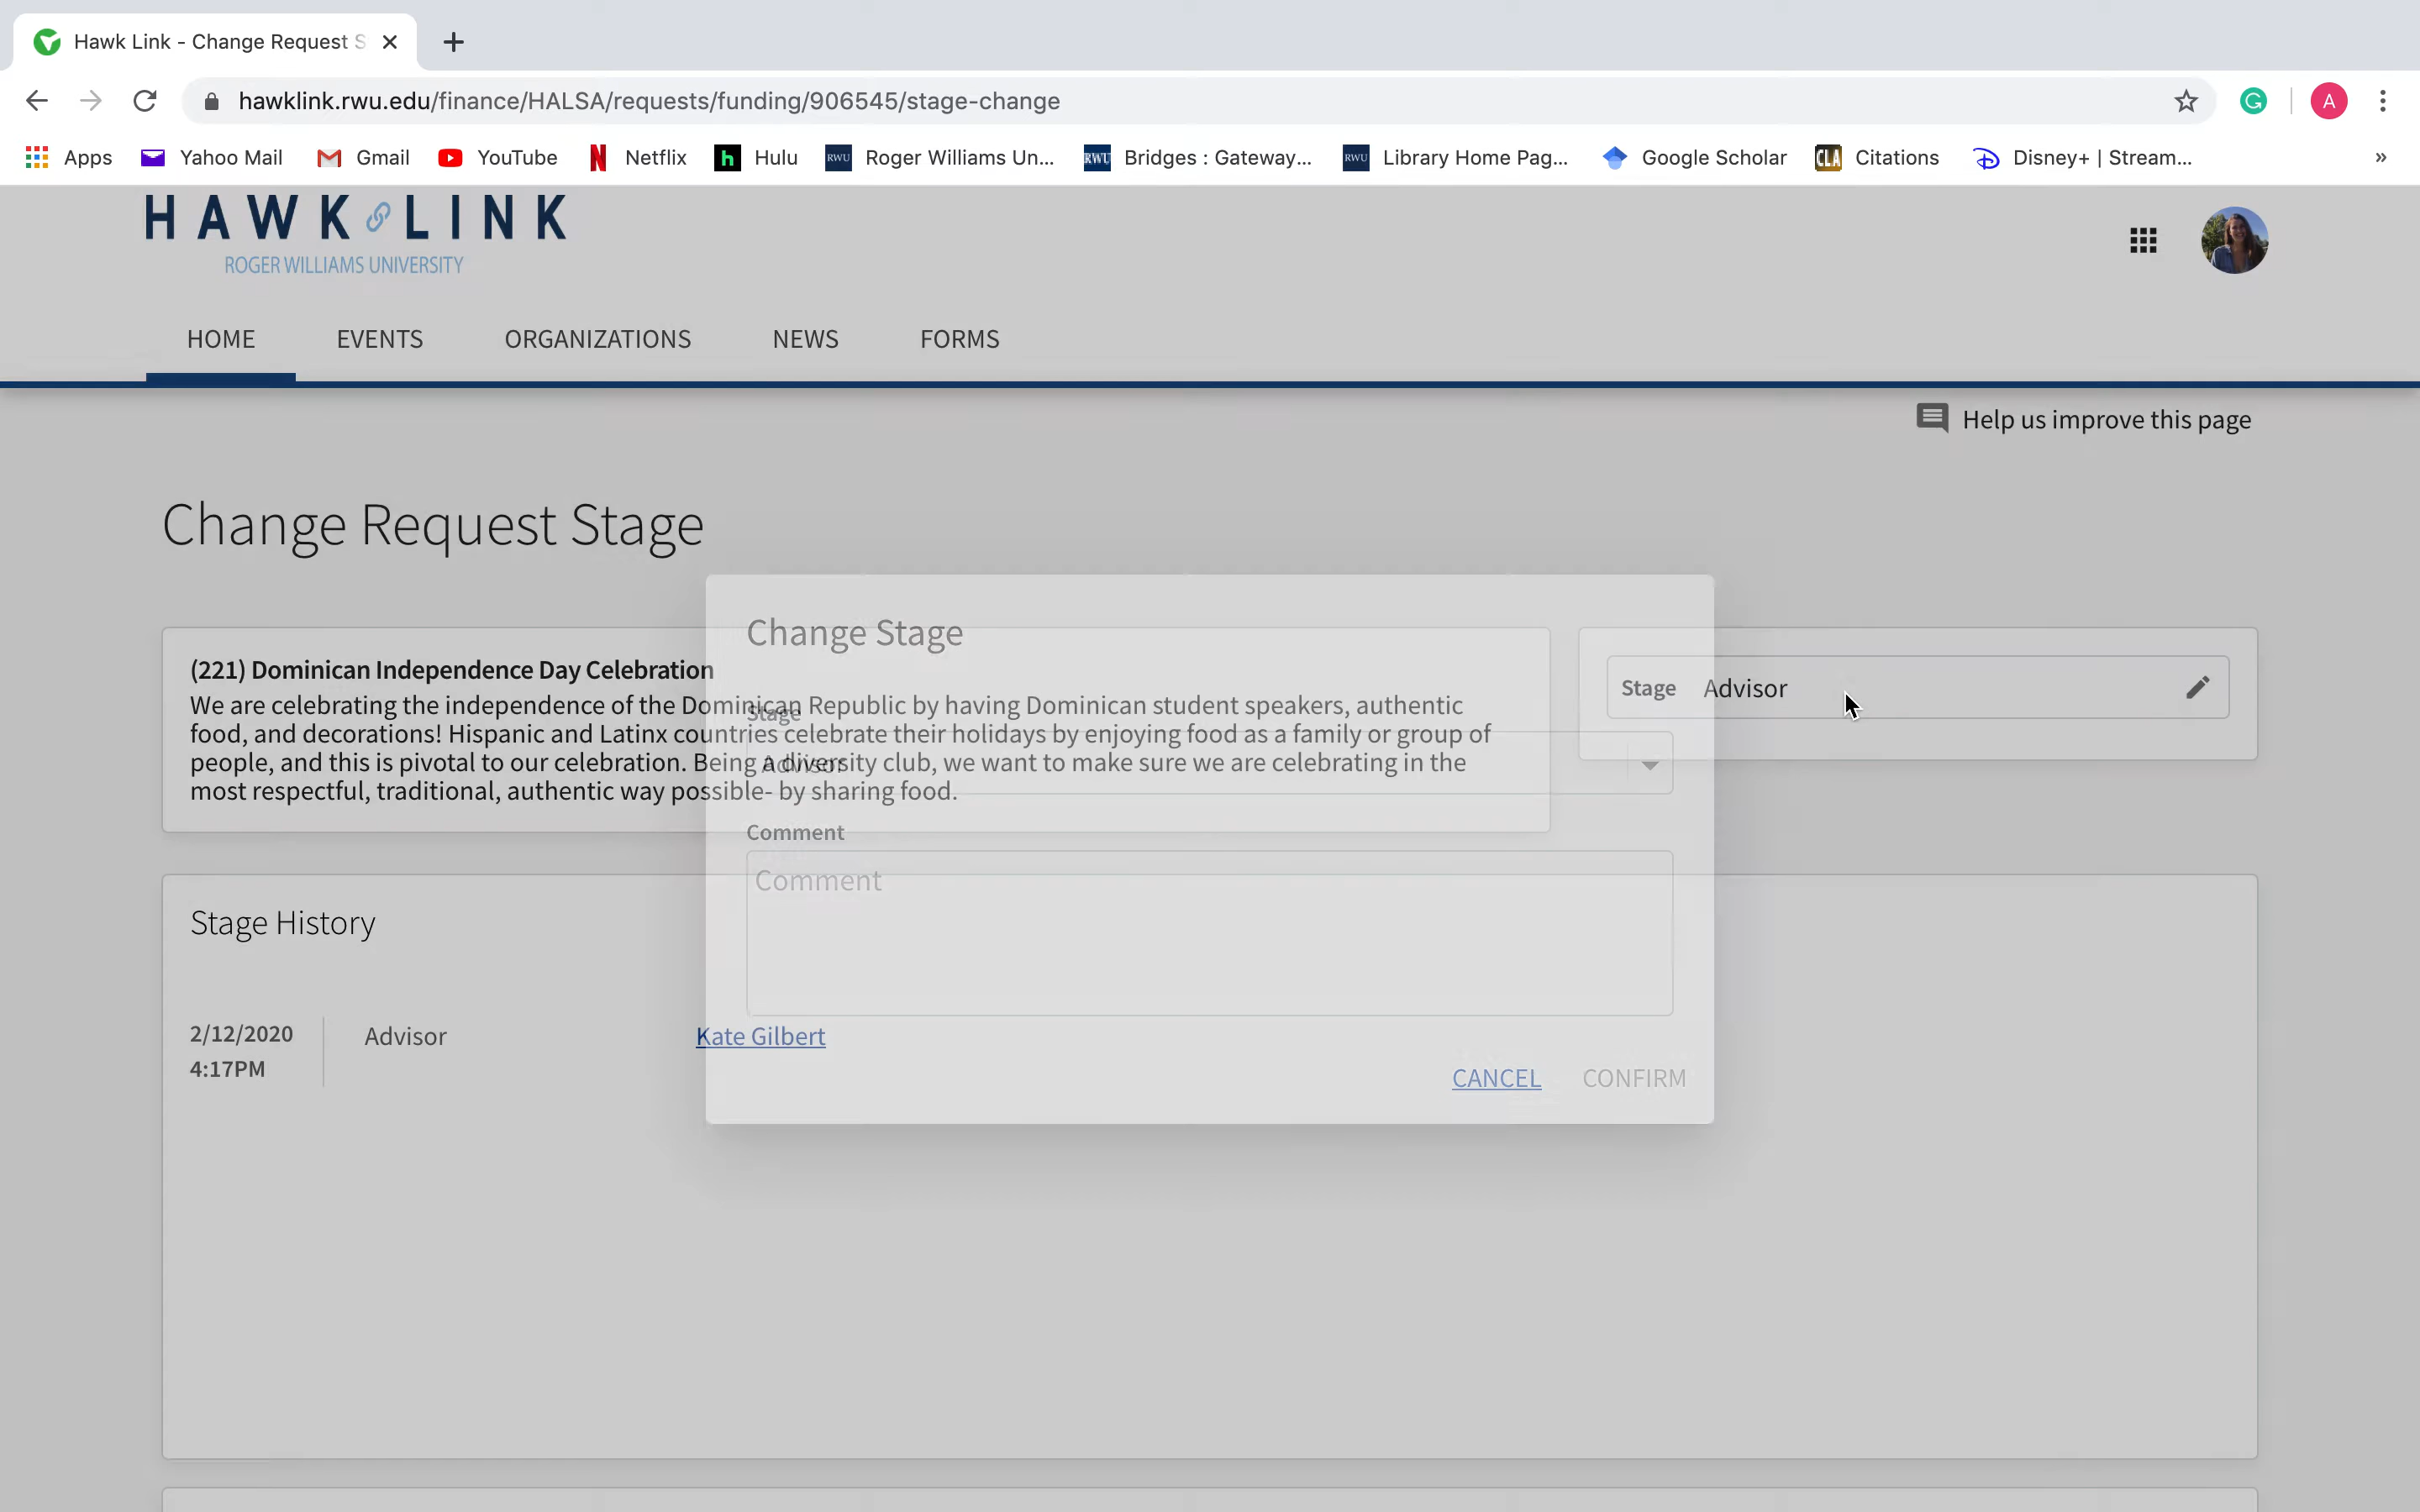 Hawk Link - Change Request S
hawklink.rwu.edu/finance/HALSA/requests/funding/906545/stage-change
A
Apps
Yahoo Mail
Gmail
YouTube
Netflix
Hulu
Roger Williams Un...
Bridges : Gateway...
Library Home Pag...
Google Scholar
CLA Citations
Disney+ | Stream...
»
HAWK LINK
ROGER WILLIAMS UNIVERSITY
HOME
EVENTS
ORGANIZATIONS
NEWS
FORMS
Help us improve this page
Change Request Stage
(221) Dominican Independence Day Celebration
We are celebrating the independence of the Dominican Republic by having Dominican student speakers, authentic
food, and decorations! Hispanic and Latinx countries celebrate their holidays by enjoying food as a family or group of
people, and this is pivotal to our celebration. Being a diversity club, we want to make sure we are celebrating in the
most respectful, traditional, authentic way possible- by sharing food.
Stage Advisor
Change Stage
Stage
Advisor
Comment
Comment
CANCEL
CONFIRM
Stage History
2/12/2020
4:17PM
Advisor
Kate Gilbert